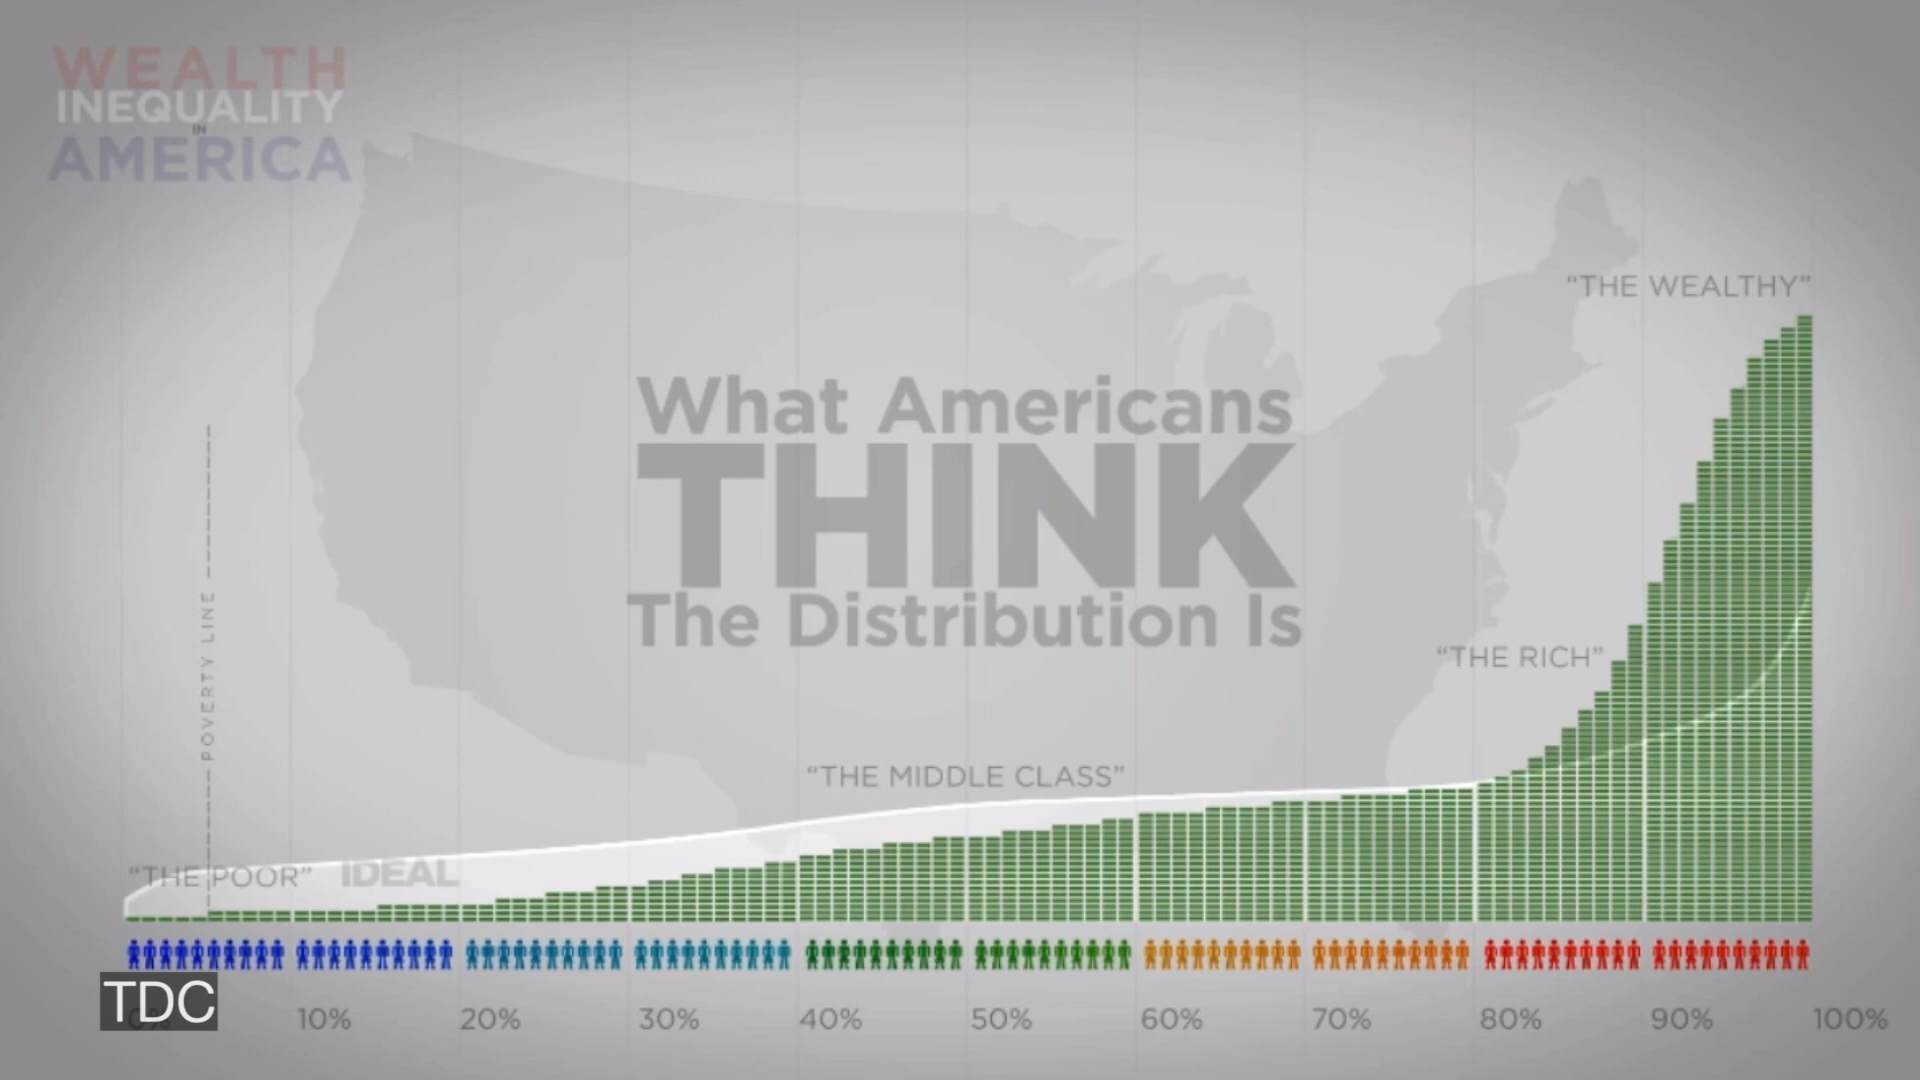 WEALTH
INEQUALITY
IN
AMERICA
"THE WEALTHY"
What Americans
THINK
The Distribution Is
POVERTY LINE
"THE RICH"
"THE MIDDLE CLASS"
"THE POOR" IDEAL
TDC
0% 10% 20% 30% 40% 50% 60% 70% 80% 90% 100%